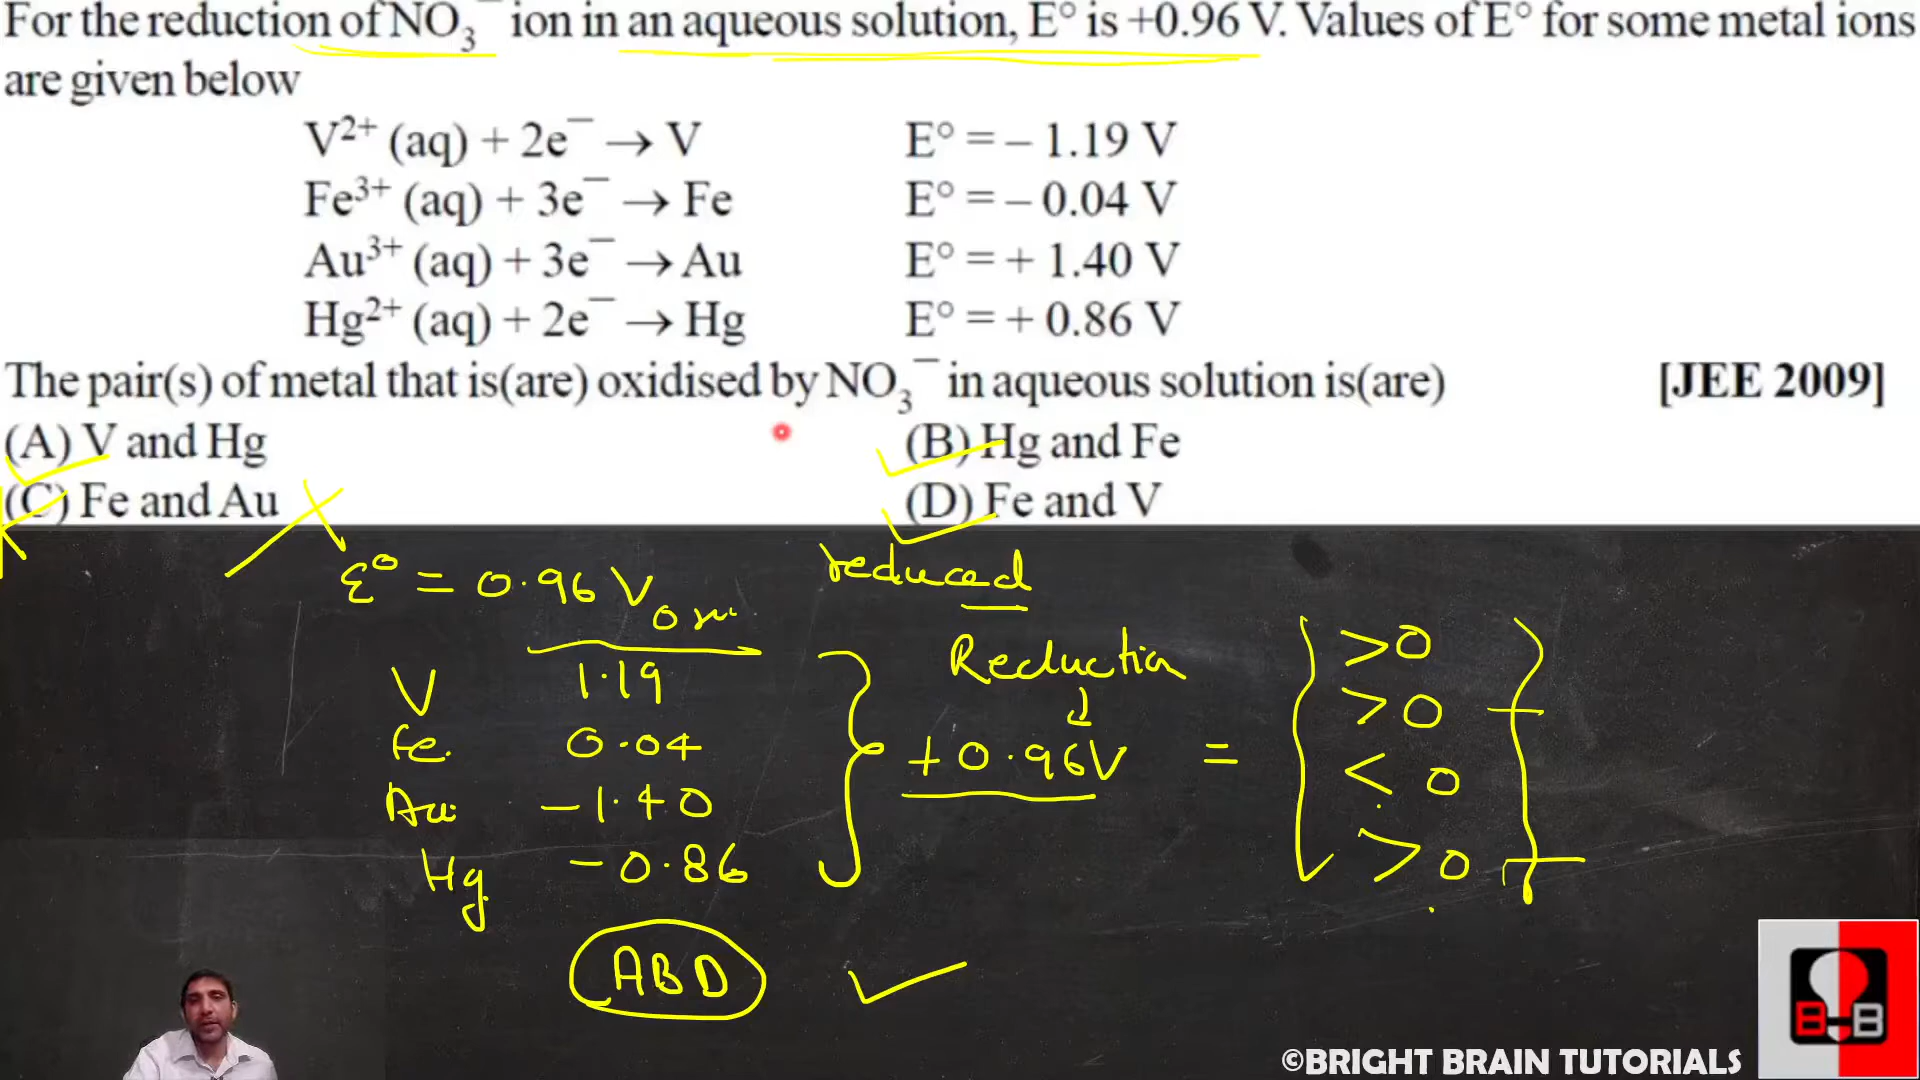 For the reduction of NO₃⁻ ion in an aqueous solution, E° is +0.96 V. Values of E° for some metal ions
are given below
V²⁺ (aq) + 2e⁻ → V E° = – 1.19 V
Fe³⁺ (aq) + 3e⁻ → Fe E° = – 0.04 V
Au³⁺ (aq) + 3e⁻ → Au E° = + 1.40 V
Hg²⁺ (aq) + 2e⁻ → Hg E° = + 0.86 V
The pair(s) of metal that is(are) oxidised by NO₃⁻ in aqueous solution is(are) [JEE 2009]
(A) V and Hg (B) Hg and Fe
(C) Fe and Au (D) Fe and V
E° = 0.96 V reduced
Reduction
V 1.19 >0
Fe 0.04 >0
+0.96V =
Au -1.40 < 0
Hg -0.86 >0
ABD
B B
©BRIGHT BRAIN TUTORIALS